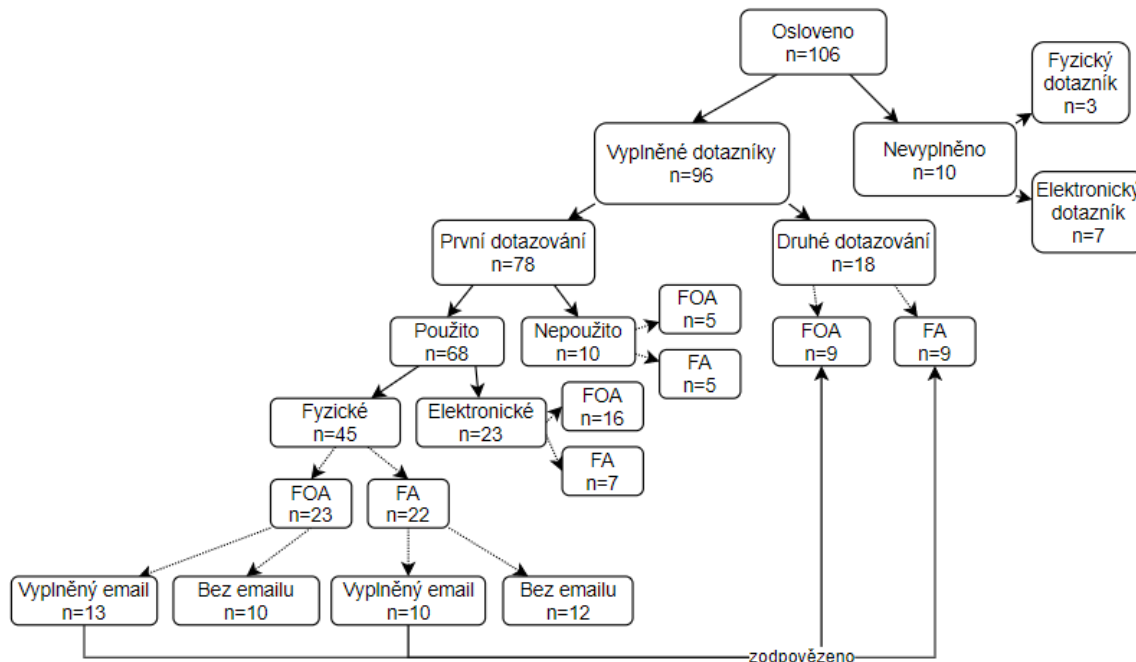 Osloveno
n=106
Fyzický
dotazník
n=3
Vyplněné dotazníky
n=96
Nevyplněno
n=10
Elektronický
dotazník
n=7
První dotazování
n=78
Druhé dotazování
n=18
FOA
n=5
Použito
n=68
Nepoužito
n=10
FA
n=5
FOA
n=9
FA
n=9
Fyzické
n=45
Elektronické
n=23
FOA
n=16
FA
n=7
FOA
n=23
FA
n=22
Vyplněný email
n=13
Bez emailu
n=10
Vyplněný email
n=10
Bez emailu
n=12
zodpovězeno